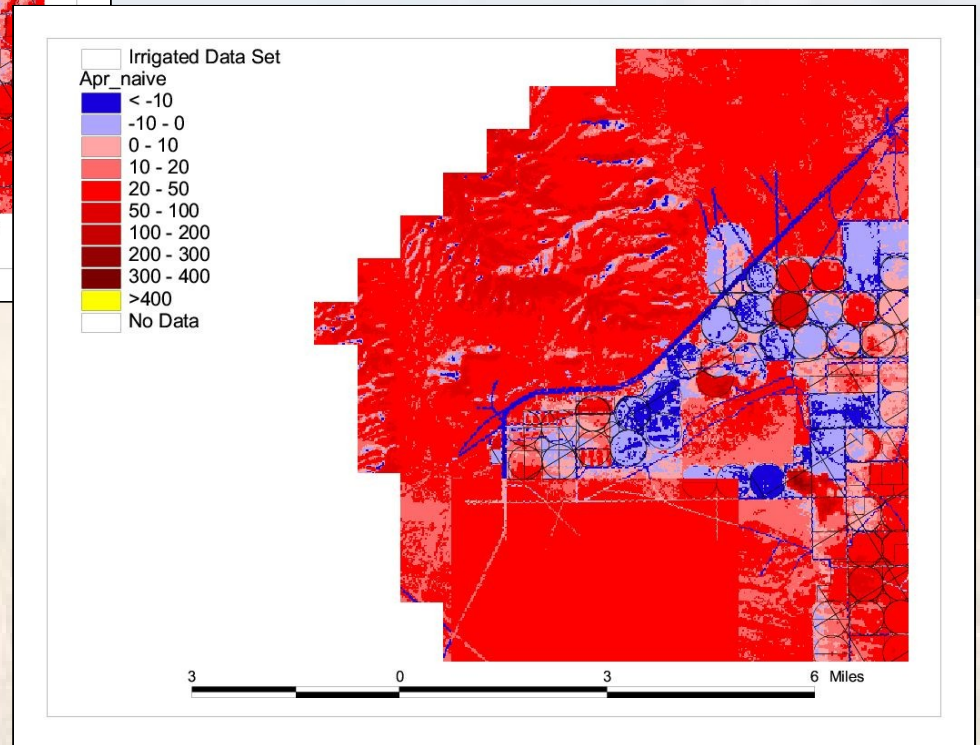 Irrigated Data Set
Apr_naive
< -10
-10 - 0
0 - 10
10 - 20
20 - 50
50 - 100
100 - 200
200 - 300
300 - 400
>400
No Data
3 0 3 6 Miles